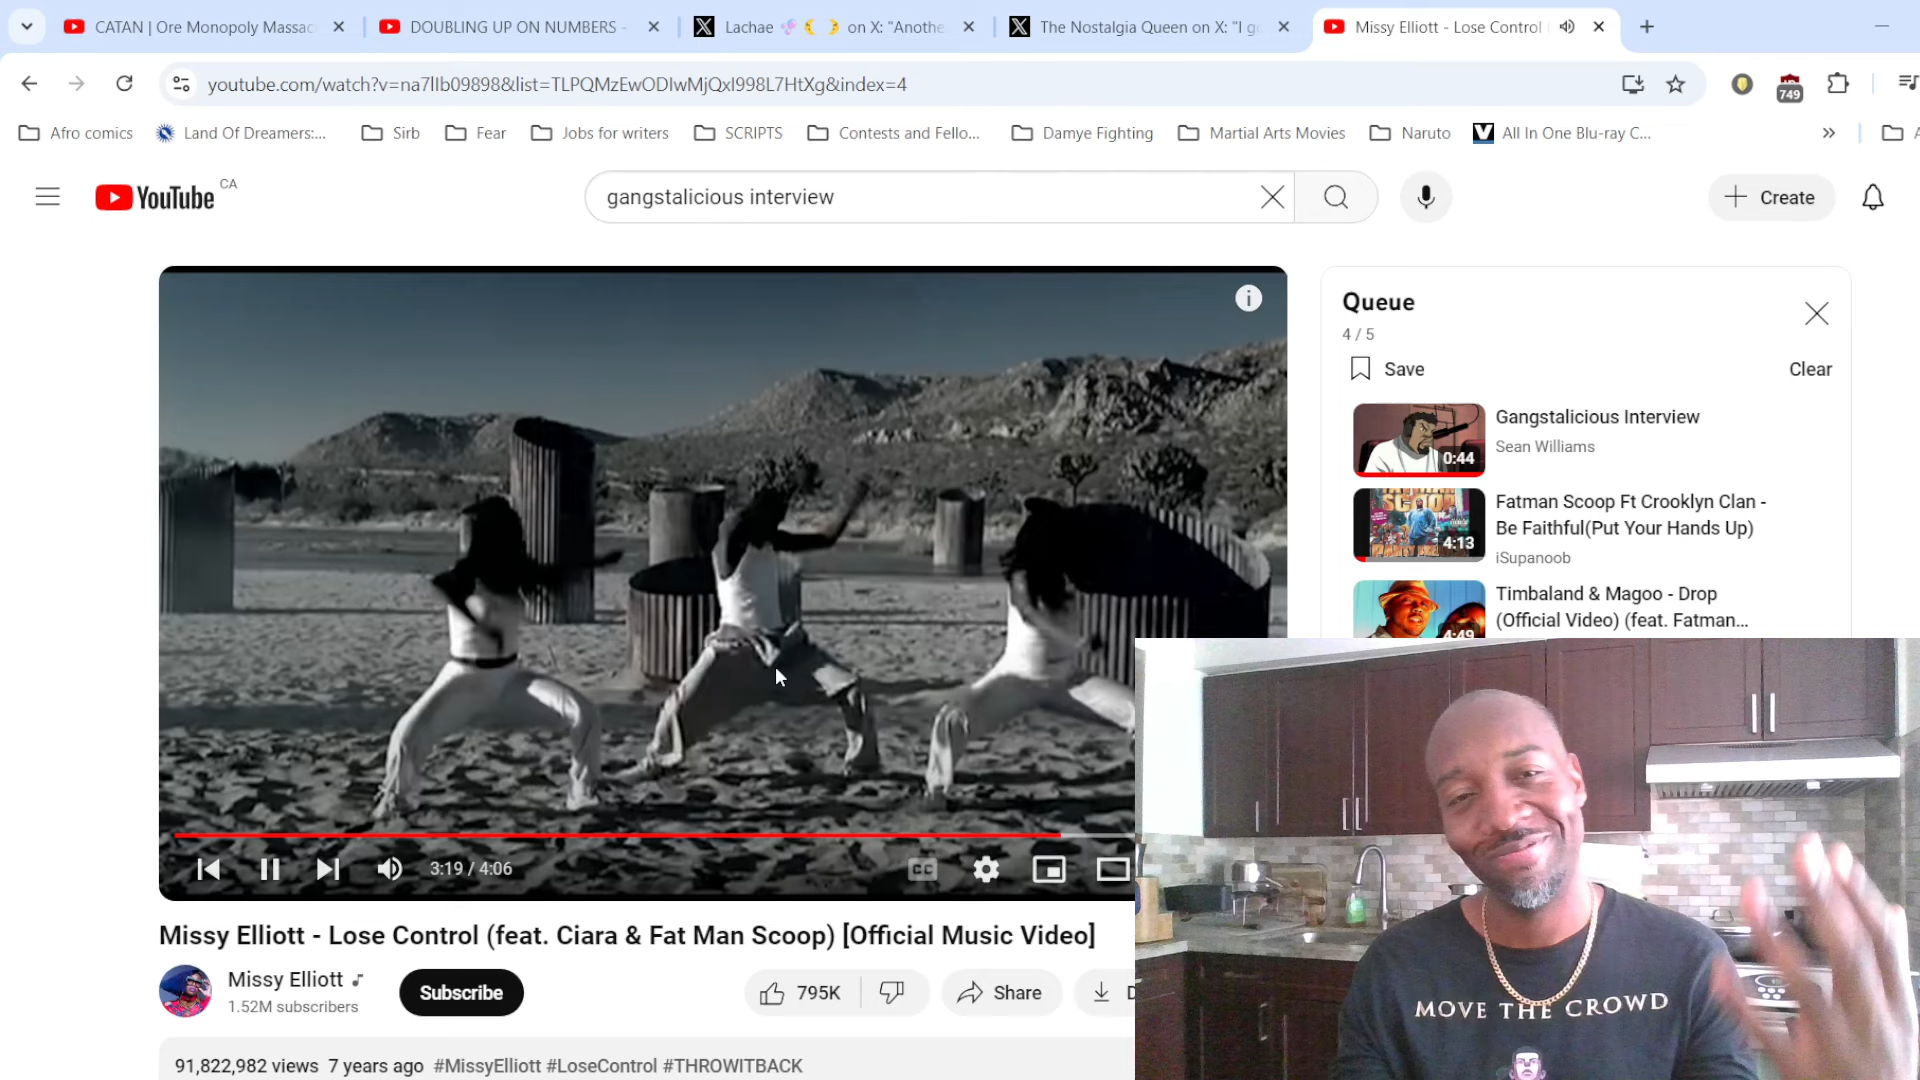 CATAN | Ore Monopoly Massac
DOUBLING UP ON NUMBERS -
Lachae on X: "Anothe
The Nostalgia Queen on X: "I go
Missy Elliott - Lose Control
youtube.com/watch?v=na7lIb09898&list=TLPQMzEwODIwMjQxI998L7HtXg&index=4
749
Afro comics
Land Of Dreamers:...
Sirb
Fear
Jobs for writers
SCRIPTS
Contests and Fello...
Damye Fighting
Martial Arts Movies
Naruto
All In One Blu-ray C...
YouTube CA
gangstalicious interview
Create
Queue
4 / 5
Save
Clear
Gangstalicious Interview
Sean Williams
0:44
Fatman Scoop Ft Crooklyn Clan -
Be Faithful(Put Your Hands Up)
iSupanoob
SCOOP
4:13
Timbaland & Magoo - Drop
(Official Video) (feat. Fatman...
4:49
3:19 / 4:06
CC
Missy Elliott - Lose Control (feat. Ciara & Fat Man Scoop) [Official Music Video]
Missy Elliott
1.52M subscribers
Subscribe
795K
Share
D
91,822,982 views 7 years ago #MissyElliott #LoseControl #THROWITBACK
MOVE THE CROWD